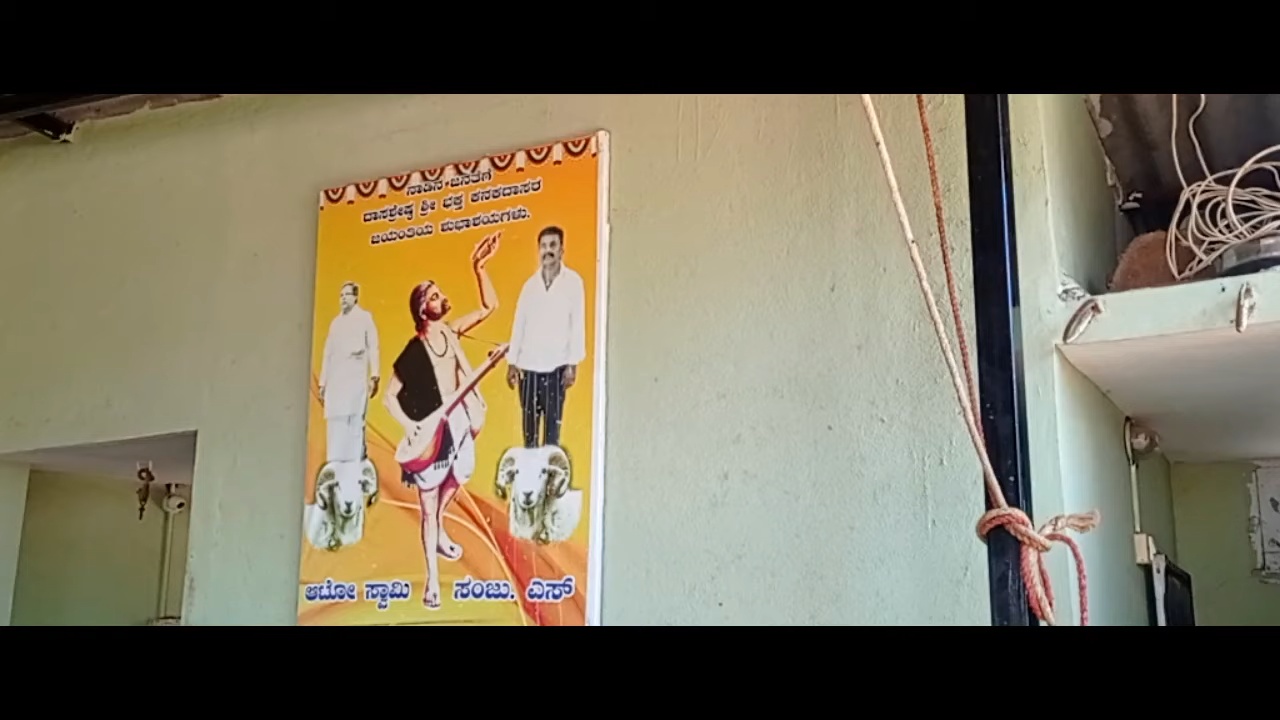 ನಾಡಿನ ಜನತೆಗೆ
ದಾಸಶ್ರೇಷ್ಠ ಶ್ರೀ ಭಕ್ತ ಕನಕದಾಸರ
ಜಯಂತಿಯ ಶುಭಾಶಯಗಳು.
ಆಟೋ ಸ್ವಾಮಿ ಸಂಜು. ಎಸ್